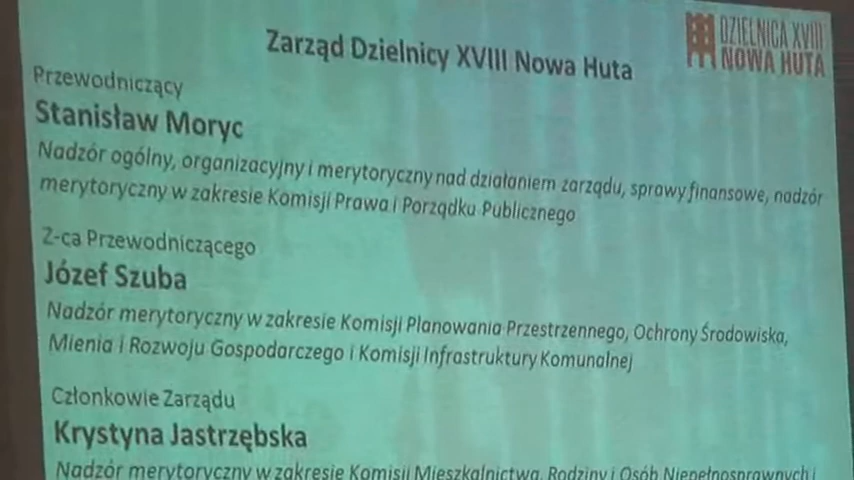 Zarząd Dzielnicy XVIII Nowa Huta
DZIELNICA XVIII
NOWA HUTA
Przewodniczący
Stanisław Moryc
Nadzór ogólny, organizacyjny i merytoryczny nad działaniem zarządu, sprawy finansowe, nadzór
merytoryczny w zakresie Komisji Prawa i Porządku Publicznego
Z-ca Przewodniczącego
Józef Szuba
Nadzór merytoryczny w zakresie Komisji Planowania Przestrzennego, Ochrony Środowiska,
Mienia i Rozwoju Gospodarczego i Komisji Infrastruktury Komunalnej
Członkowie Zarządu
Krystyna Jastrzębska
Nadzór merytoryczny w zakresie Komisji Mieszkalnictwa, Rodziny i Osób Niepełnosprawnych i